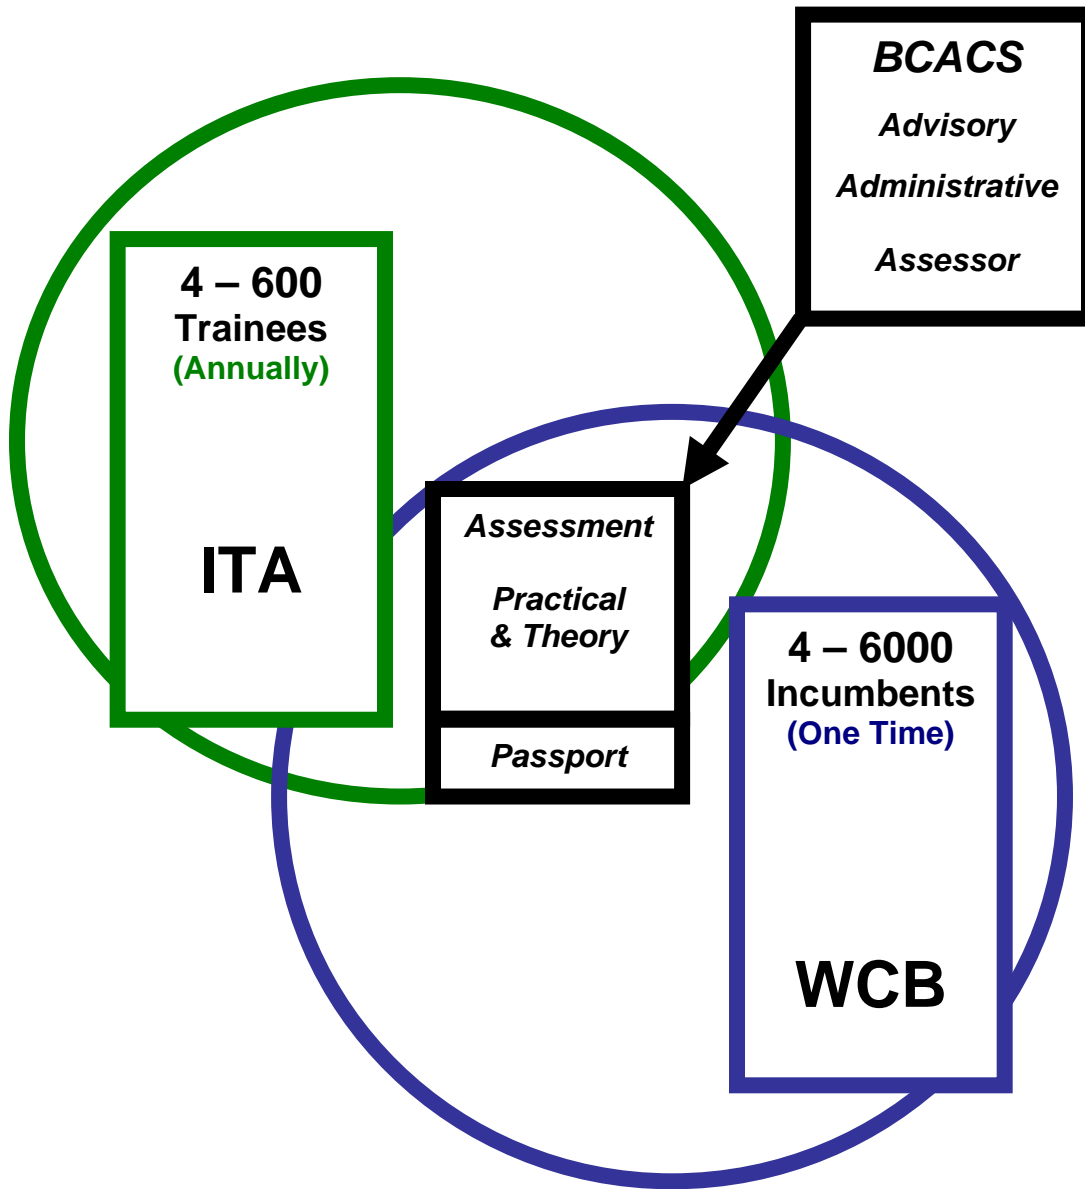 BCACS
Advisory
Administrative
Assessor
4 – 600
Trainees
(Annually)
ITA
Assessment
Practical
& Theory
Passport
4 – 6000
Incumbents
(One Time)
WCB